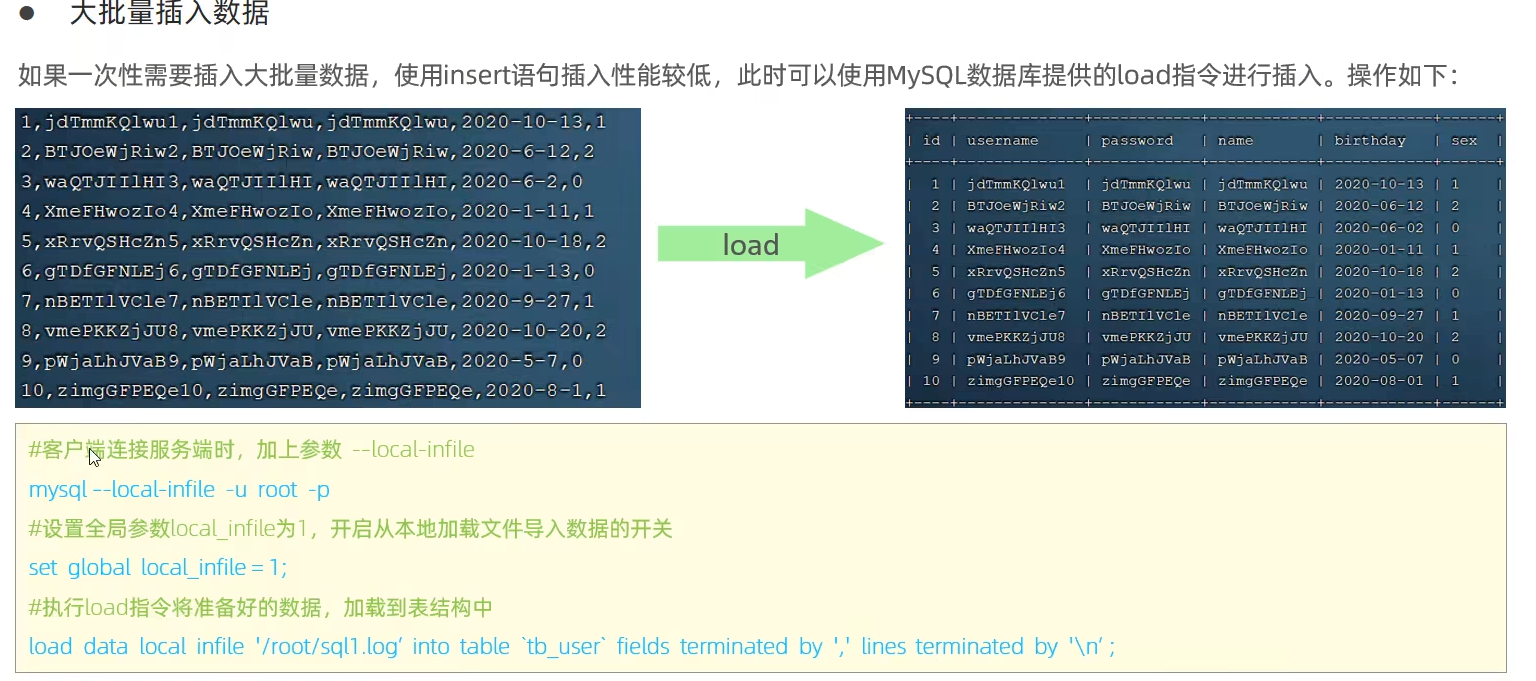 ● 大批量插入数据
如果一次性需要插入大批量数据，使用insert语句插入性能较低，此时可以使用MySQL数据库提供的load指令进行插入。操作如下：
1,jdTmmKQlwu1,jdTmmKQlwu,jdTmmKQlwu,2020-10-13,1
2,BTJOeWjRiw2,BTJOeWjRiw,BTJOeWjRiw,2020-6-12,2
3,waQTJIIlHI3,waQTJIIlHI,waQTJIIlHI,2020-6-2,0
4,XmeFHwozIo4,XmeFHwozIo,XmeFHwozIo,2020-1-11,1
5,xRrvQSHcZn5,xRrvQSHcZn,xRrvQSHcZn,2020-10-18,2
6,gTDfGFNLEj6,gTDfGFNLEj,gTDfGFNLEj,2020-1-13,0
7,nBETIlVCle7,nBETIlVCle,nBETIlVCle,2020-9-27,1
8,vmePKKZjJU8,vmePKKZjJU,vmePKKZjJU,2020-10-20,2
9,pWjaLhJVaB9,pWjaLhJVaB,pWjaLhJVaB,2020-5-7,0
10,zimgGFPEQe10,zimgGFPEQe,zimgGFPEQe,2020-8-1,1
load
| id | username | password | name | birthday | sex |
| 1 | jdTmmKQlwu1 | jdTmmKQlwu | jdTmmKQlwu | 2020-10-13 | 1 |
| 2 | BTJOeWjRiw2 | BTJOeWjRiw | BTJOeWjRiw | 2020-06-12 | 2 |
| 3 | waQTJIIlHI3 | waQTJIIlHI | waQTJIIlHI | 2020-06-02 | 0 |
| 4 | XmeFHwozIo4 | XmeFHwozIo | XmeFHwozIo | 2020-01-11 | 1 |
| 5 | xRrvQSHcZn5 | xRrvQSHcZn | xRrvQSHcZn | 2020-10-18 | 2 |
| 6 | gTDfGFNLEj6 | gTDfGFNLEj | gTDfGFNLEj | 2020-01-13 | 0 |
| 7 | nBETIlVCle7 | nBETIlVCle | nBETIlVCle | 2020-09-27 | 1 |
| 8 | vmePKKZjJU8 | vmePKKZjJU | vmePKKZjJU | 2020-10-20 | 2 |
| 9 | pWjaLhJVaB9 | pWjaLhJVaB | pWjaLhJVaB | 2020-05-07 | 0 |
| 10 | zimgGFPEQe10 | zimgGFPEQe | zimgGFPEQe | 2020-08-01 | 1 |
#客户端连接服务端时，加上参数 --local-infile
mysql --local-infile -u root -p
#设置全局参数local_infile为1，开启从本地加载文件导入数据的开关
set global local_infile = 1;
#执行load指令将准备好的数据，加载到表结构中
load data local infile '/root/sql1.log’ into table `tb_user` fields terminated by ',' lines terminated by '\n’ ;